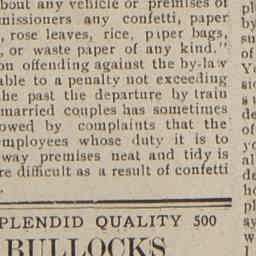 bout any vehicle or premises of
missioners any confetti, paper
, rose leaves, rice, paper bags,
, or waste paper of any kind."
on offending against the by-law
able to a penalty not exceeding
he past the departure by train
married couples has sometimes
owed by complaints that the
employees whose duty it is to
way premises neat and tidy is
re difficult as a result of confetti
PLENDID QUALITY 500
BULLOCKS